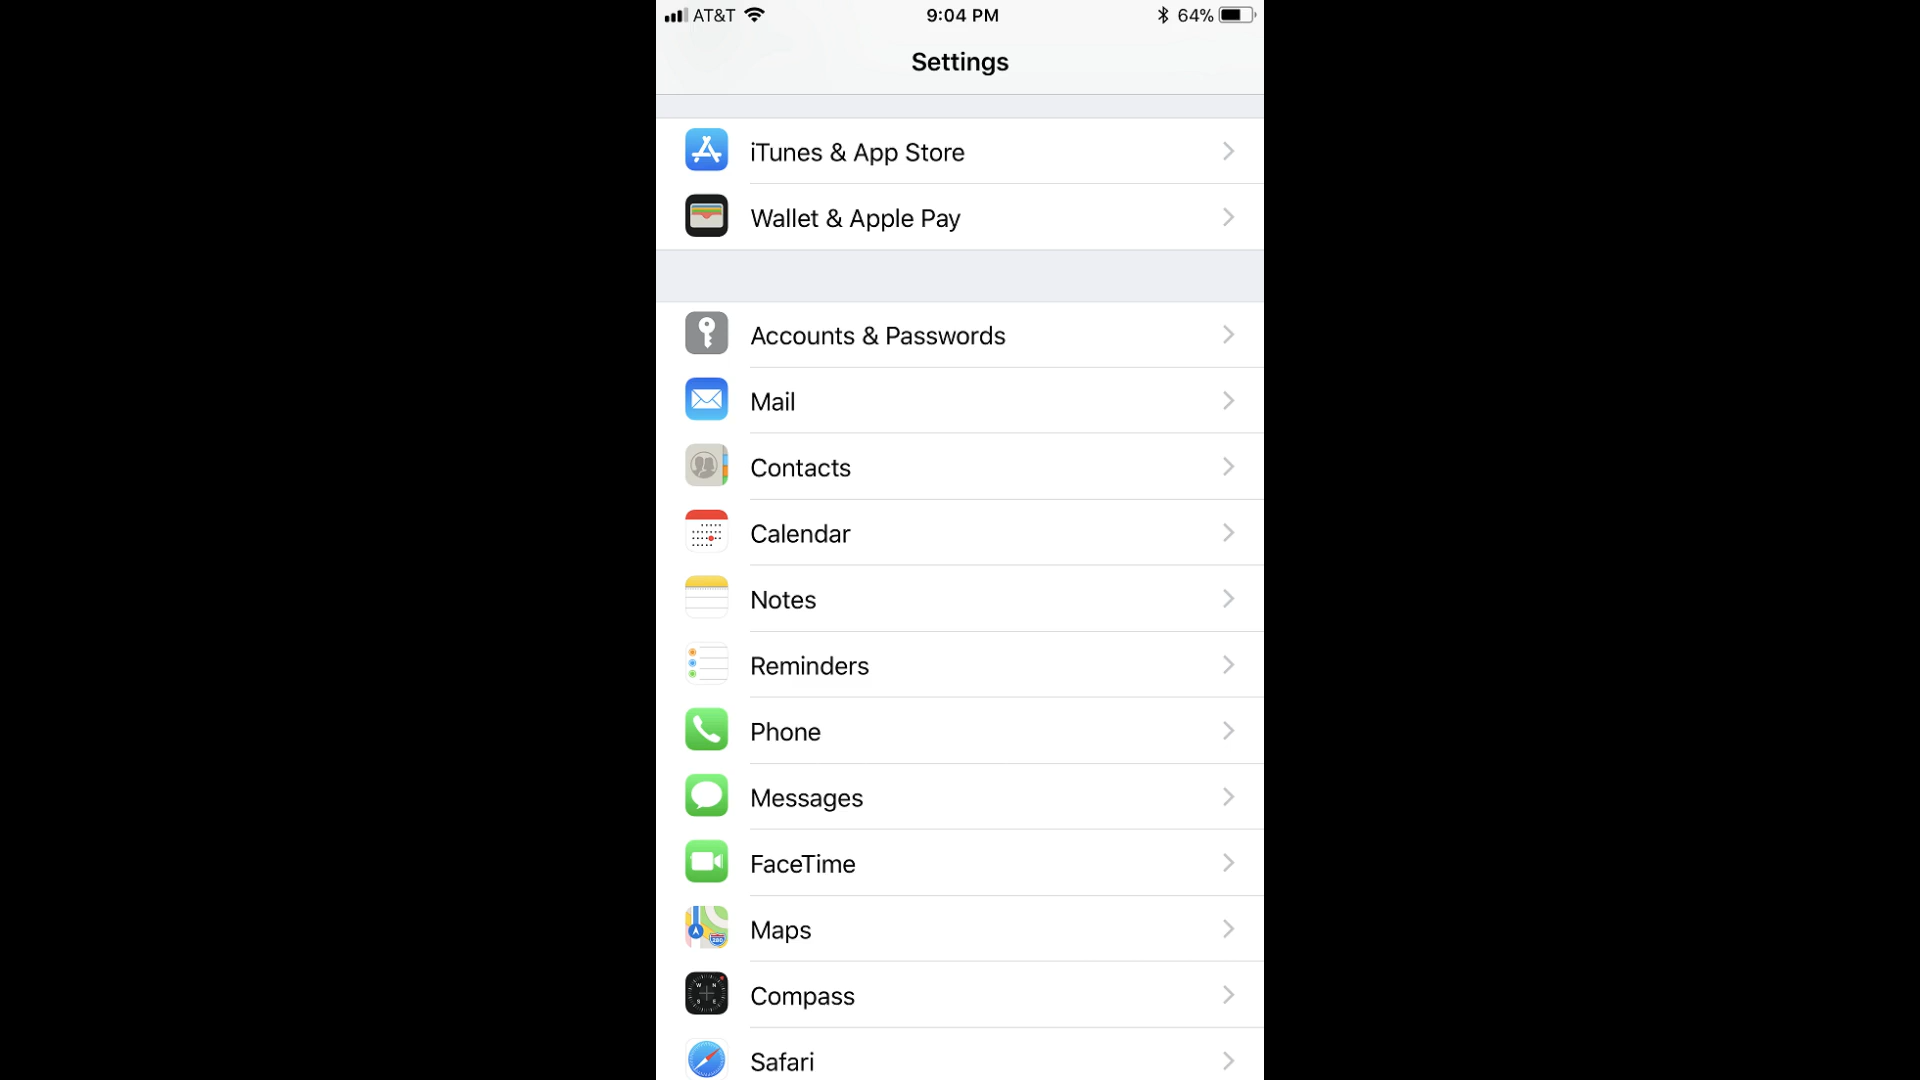 AT&T 9:04 PM 64%
Settings
iTunes & App Store
Wallet & Apple Pay
Accounts & Passwords
Mail
Contacts
Calendar
Notes
Reminders
Phone
Messages
FaceTime
Maps
280
Compass
W N
S E
Safari